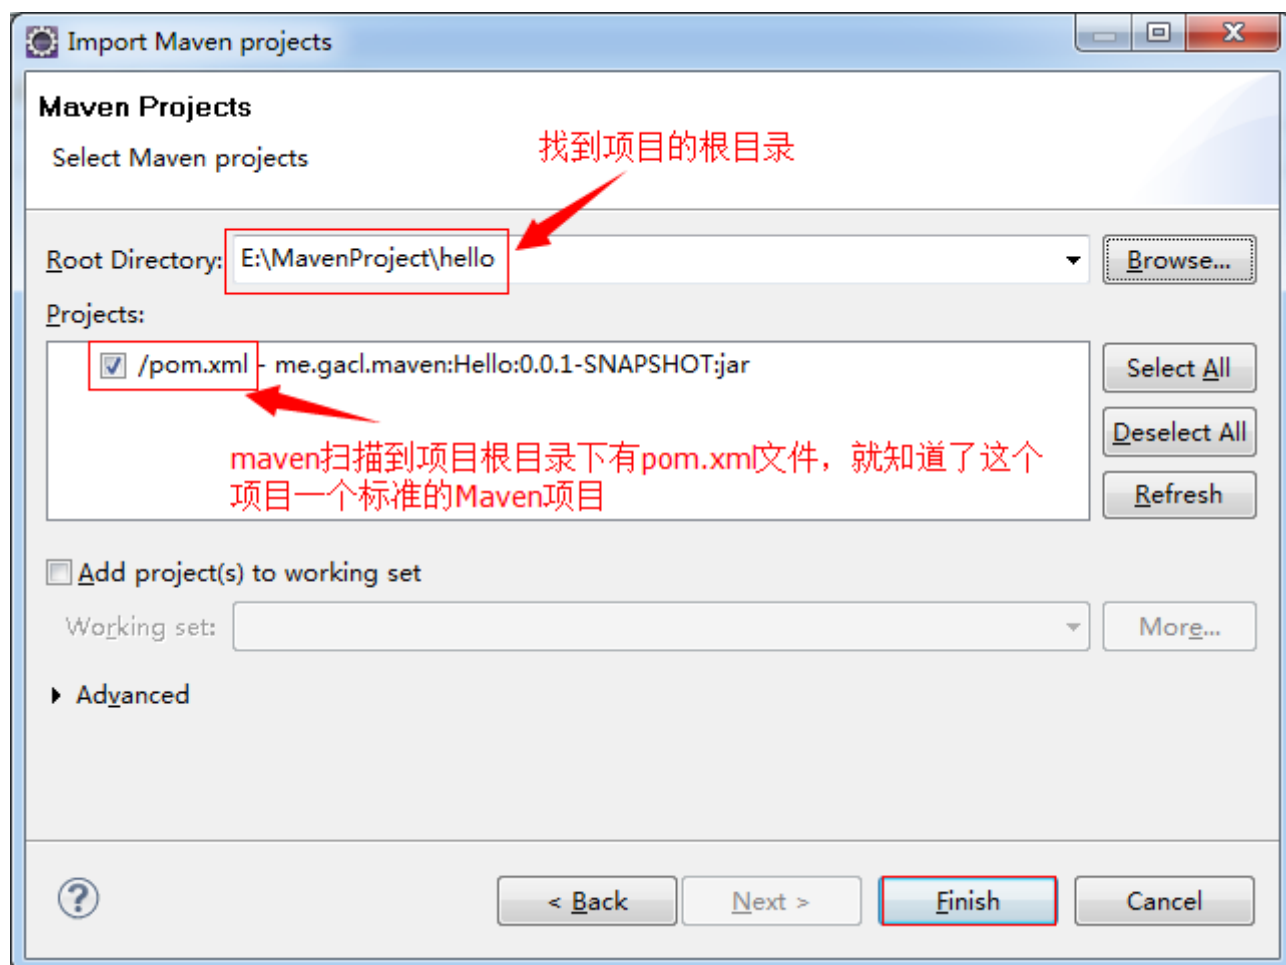 Import Maven projects
Maven Projects
Select Maven projects
找到项目的根目录
Root Directory: E:\MavenProject\hello
Browse...
Projects:
/pom.xml - me.gacl.maven:Hello:0.0.1-SNAPSHOT:jar
Select All
Deselect All
Refresh
maven扫描到项目根目录下有pom.xml文件，就知道了这个
项目一个标准的Maven项目
Add project(s) to working set
Working set:
More...
Advanced
?
< Back
Next >
Finish
Cancel